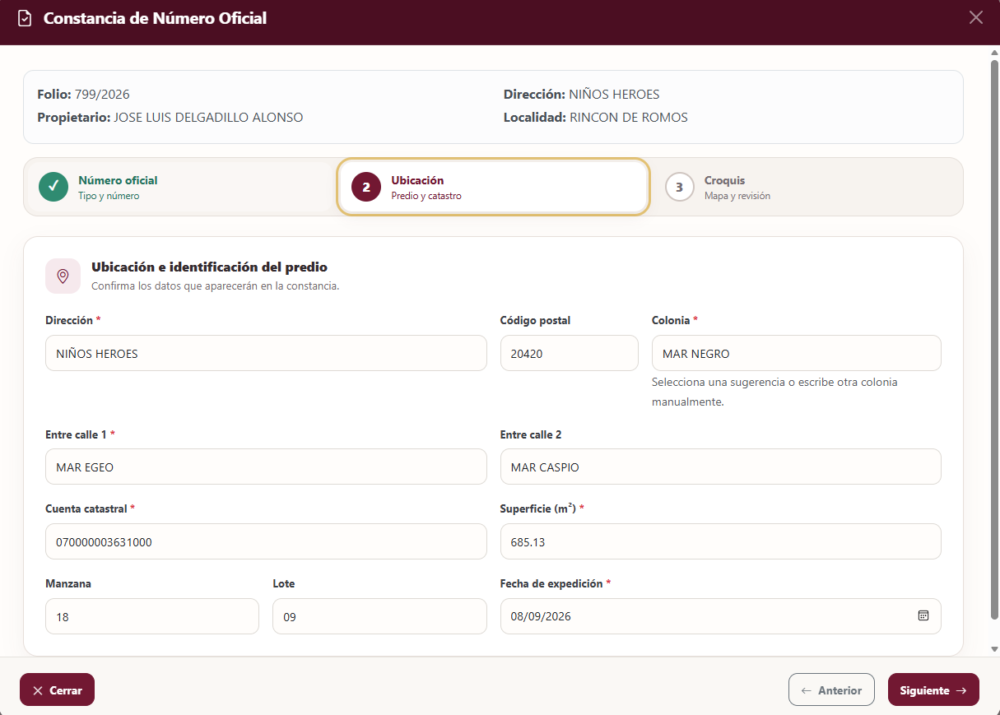 Constancia de Número Oficial
Folio: 799/2026
Dirección: NIÑOS HEROES
Propietario: JOSE LUIS DELGADILLO ALONSO
Localidad: RINCON DE ROMOS
Número oficial
Tipo y número
2
Ubicación
Predio y catastro
3
Croquis
Mapa y revisión
Ubicación e identificación del predio
Confirma los datos que aparecerán en la constancia.
Dirección *
Código postal
Colonia *
NIÑOS HEROES
20420
MAR NEGRO
Selecciona una sugerencia o escribe otra colonia
manualmente.
Entre calle 1 *
Entre calle 2
MAR EGEO
MAR CASPIO
Cuenta catastral *
Superficie (m²) *
070000003631000
685.13
Manzana
Lote
Fecha de expedición *
18
09
08/09/2026
Cerrar
← Anterior
Siguiente →